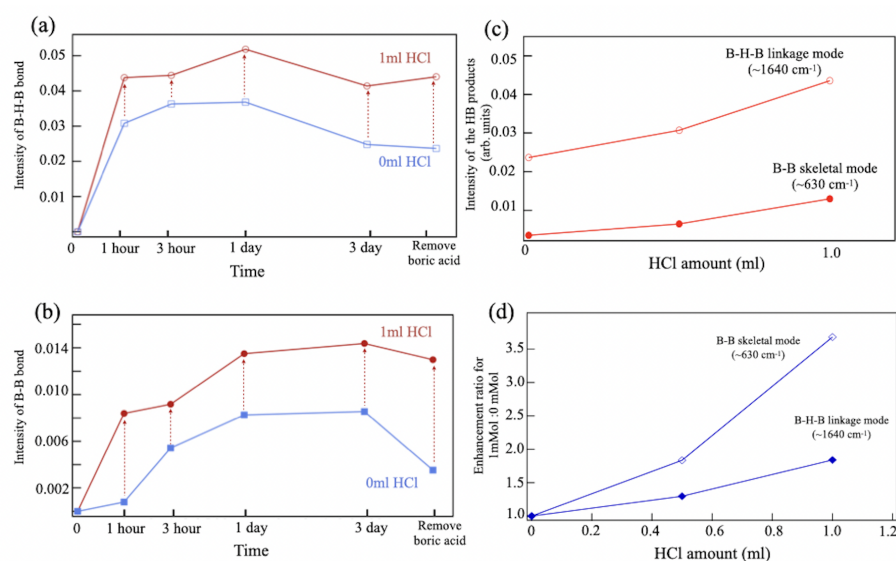 (a)
Intensity of B-H-B bond
0.05
0.04
0.03
0.02
0.01
0
1ml HCl
0ml HCl
1 hour
3 hour
1 day
3 day
Remove
boric acid
Time
(b)
Intensity of B-B bond
0.014
0.010
0.006
0.002
1ml HCl
0ml HCl
0
1 hour
3 hour
1 day
3 day
Remove
boric acid
Time
(c)
Intensity of the HB products
(arb. units)
0.05
0.04
0.03
0.02
0.01
B-H-B linkage mode
(~1640 cm⁻¹)
B-B skeletal mode
(~630 cm⁻¹)
0
1.0
HCl amount (ml)
(d)
Enhancement ratio for
1mMol :0 mMol
3.5
3.0
2.5
2.0
1.5
1.0
B-B skeletal mode
(~630 cm⁻¹)
B-H-B linkage mode
(~1640 cm⁻¹)
0.0
0.2
0.4
0.6
0.8
1.0
1.2
HCl amount (ml)